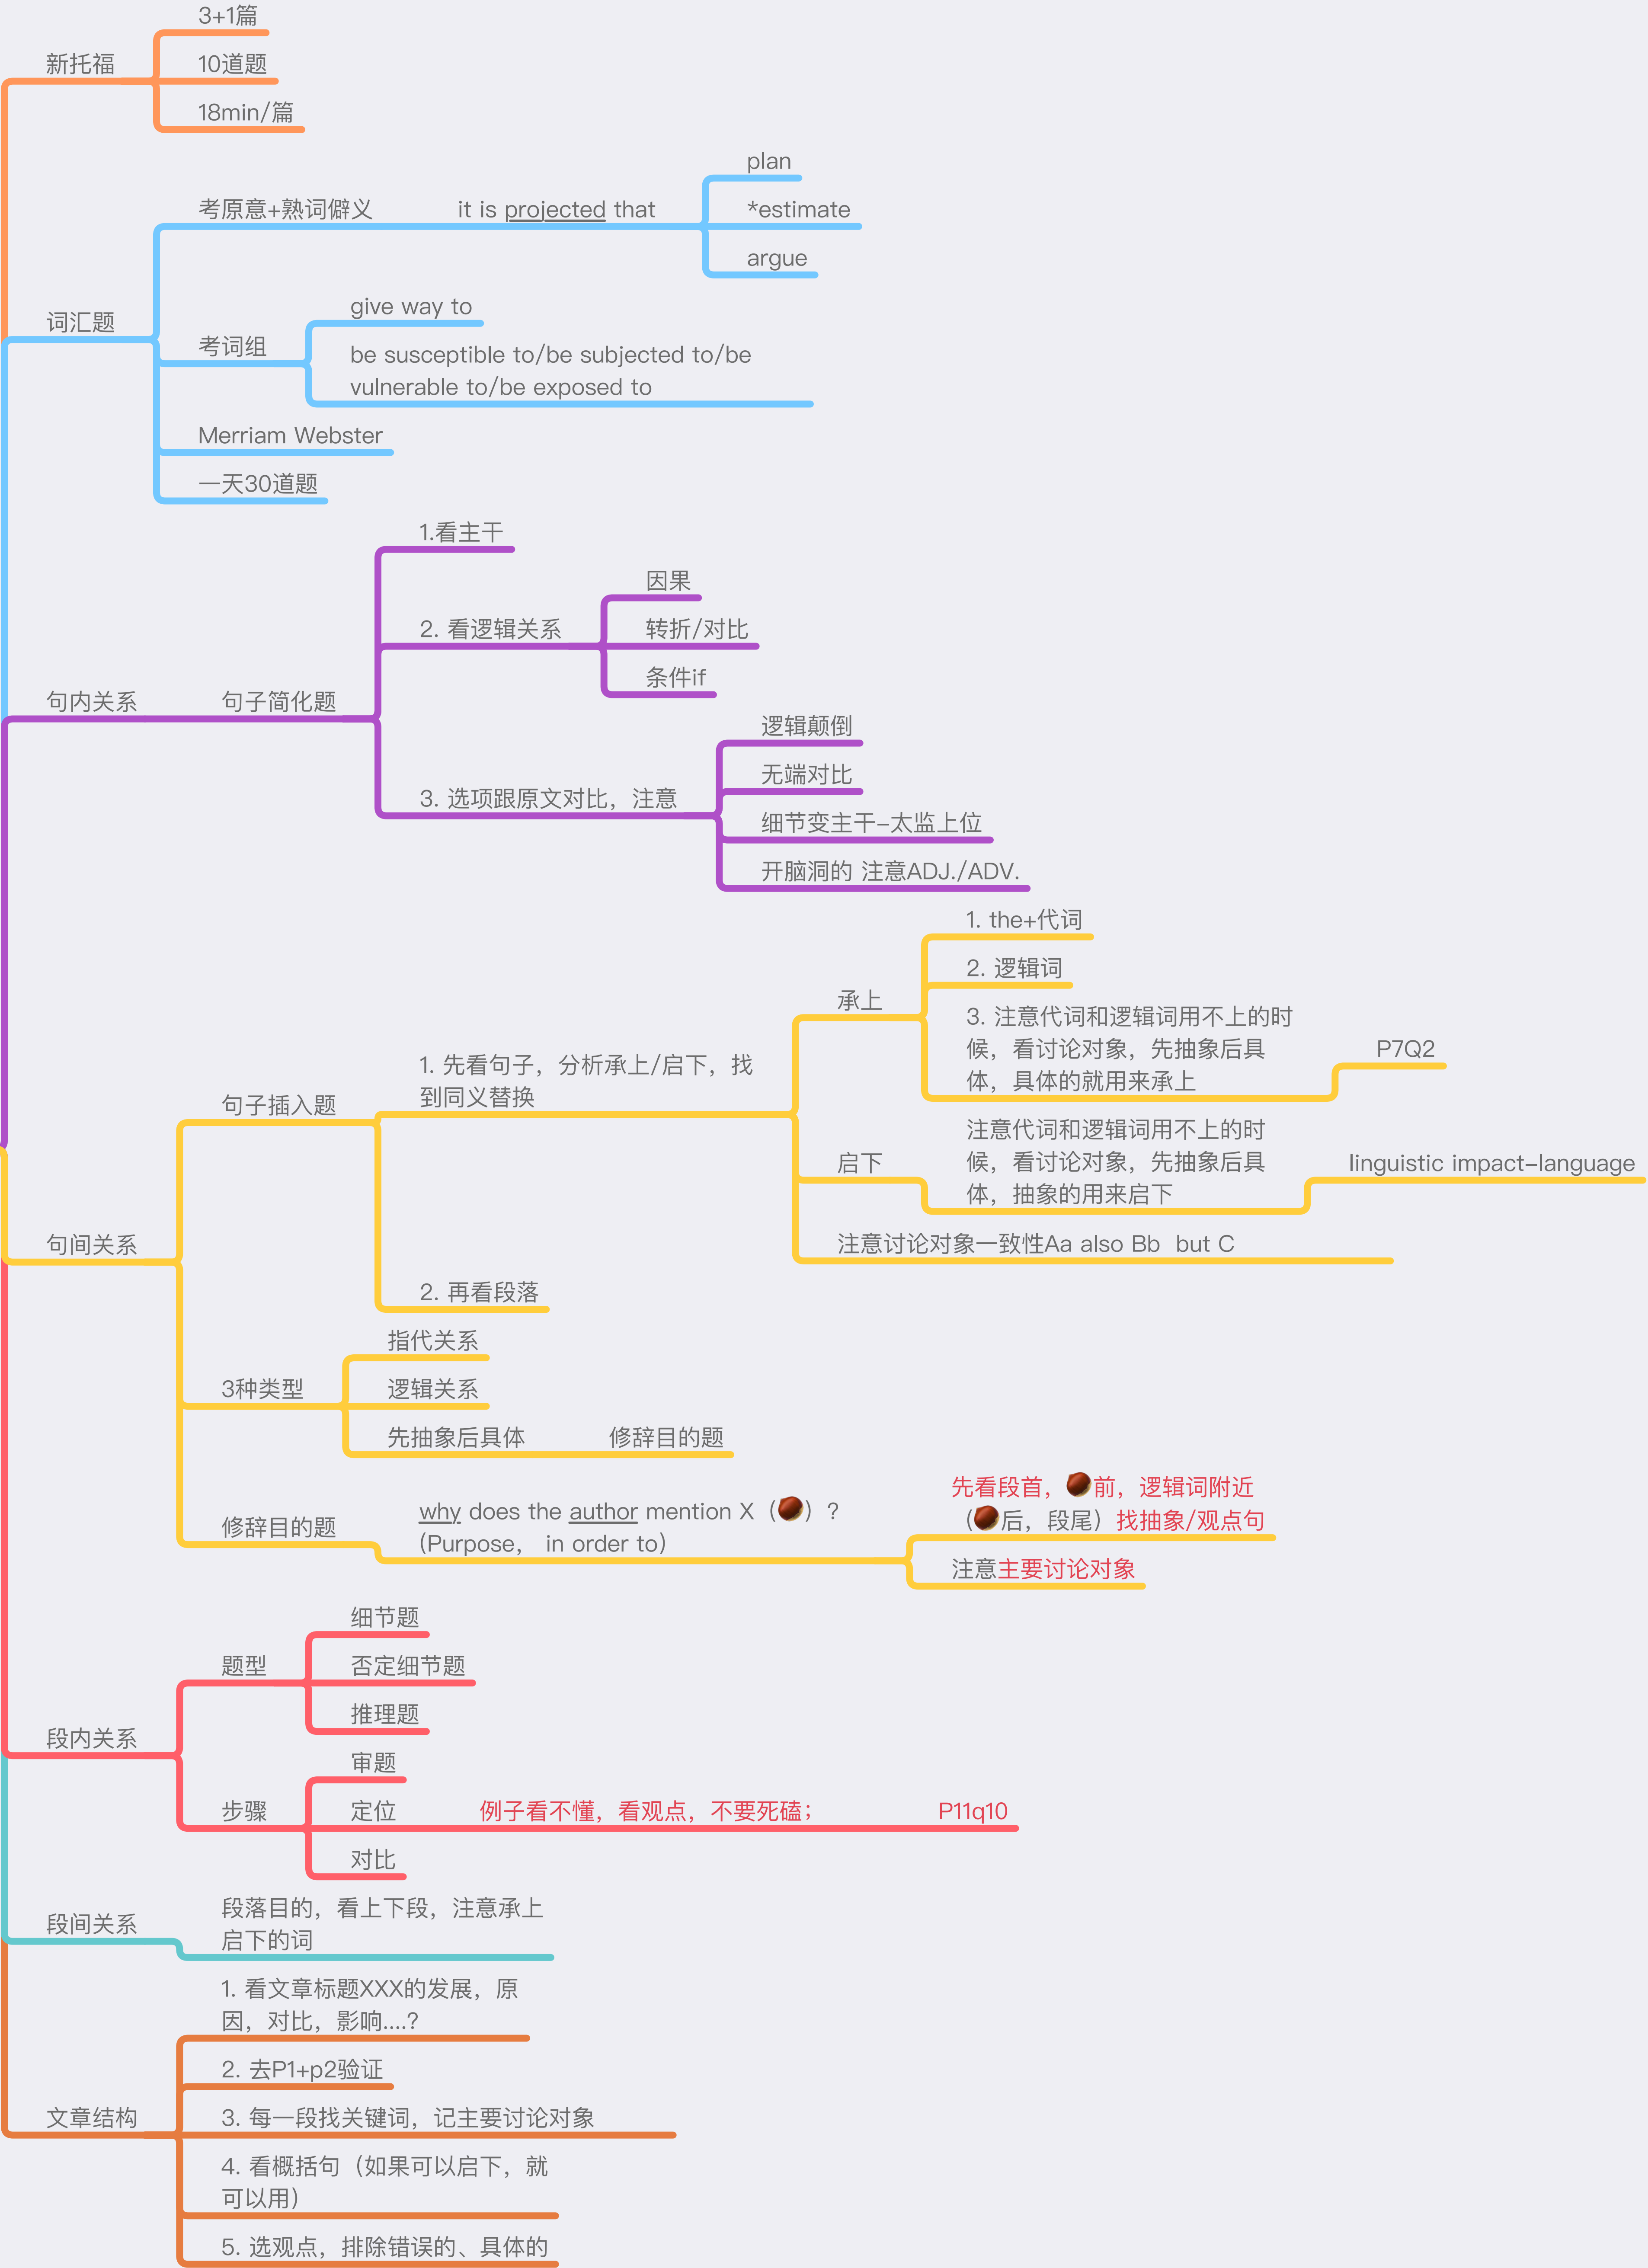 3+1篇
新托福
10道题
18min/篇
plan
考原意+熟词僻义
it is projected that
*estimate
argue
give way to
词汇题
考词组
be susceptible to/be subjected to/be
vulnerable to/be exposed to
Merriam Webster
一天30道题
1.看主干
因果
2. 看逻辑关系
转折/对比
条件if
句内关系
句子简化题
逻辑颠倒
无端对比
3. 选项跟原文对比，注意
细节变主干-太监上位
开脑洞的 注意ADJ./ADV.
1. the+代词
2. 逻辑词
承上
3. 注意代词和逻辑词用不上的时
候，看讨论对象，先抽象后具
体，具体的就用来承上
P7Q2
1. 先看句子，分析承上/启下，找
到同义替换
句子插入题
注意代词和逻辑词用不上的时
候，看讨论对象，先抽象后具
体，抽象的用来启下
启下
linguistic impact-language
句间关系
注意讨论对象一致性Aa also Bb  but C
2. 再看段落
指代关系
3种类型
逻辑关系
先抽象后具体
修辞目的题
先看段首，🌰前，逻辑词附近
（🌰后，段尾）找抽象/观点句
修辞目的题
why does the author mention X（🌰）?
(Purpose， in order to)
注意主要讨论对象
细节题
题型
否定细节题
推理题
段内关系
审题
步骤
定位
例子看不懂，看观点，不要死磕；
P11q10
对比
段间关系
段落目的，看上下段，注意承上
启下的词
1. 看文章标题XXX的发展，原
因，对比，影响....?
2. 去P1+p2验证
文章结构
3. 每一段找关键词，记主要讨论对象
4. 看概括句（如果可以启下，就
可以用）
5. 选观点，排除错误的、具体的